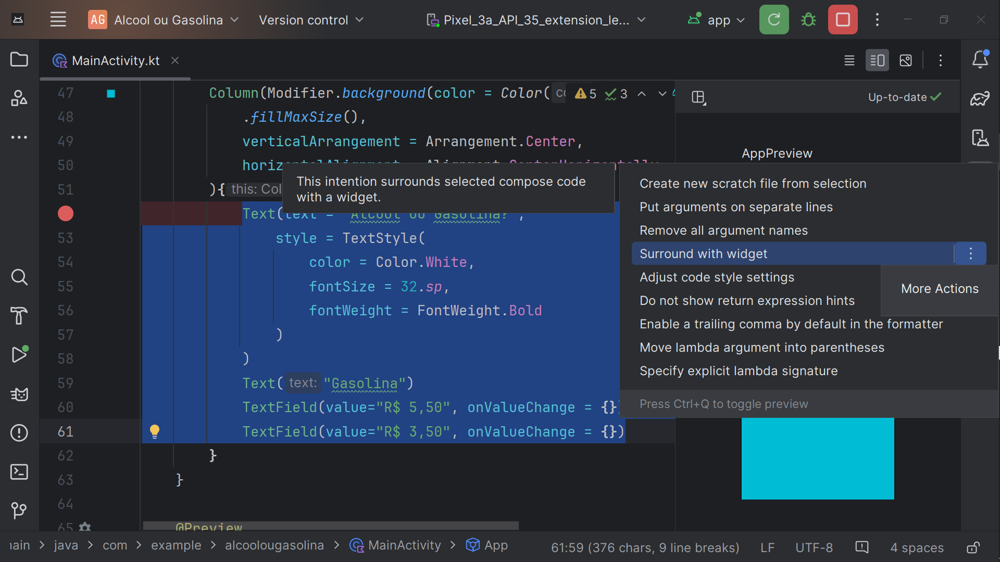 AG Alcool ou Gasolina Version control Pixel_3a_API_35_extension_le... app
MainActivity.kt
47 Column(Modifier.background(color = Color( 5 3
Up-to-date
48 .fillMaxSize(),
49 verticalArrangement = Arrangement.Center,
AppPreview
50 horizontalAlignment = Alignment.CenterHorizontally
51 ){ this: Col
This intention surrounds selected compose code
with a widget.
Text(text = "Alcool ou Gasolina?",
53 style = TextStyle(
54 color = Color.White,
55 fontSize = 32.sp,
56 fontWeight = FontWeight.Bold
57 )
58 )
59 Text( text: "Gasolina")
60 TextField(value="R$ 5,50", onValueChange = {})
61 TextField(value="R$ 3,50", onValueChange = {})
62 }
63 }
64
65 @Preview
Create new scratch file from selection
Put arguments on separate lines
Remove all argument names
Surround with widget
Adjust code style settings
More Actions
Do not show return expression hints
Enable a trailing comma by default in the formatter
Move lambda argument into parentheses
Specify explicit lambda signature
Press Ctrl+Q to toggle preview
java > com > example > alcoolougasolina > MainActivity > App 61:59 (376 chars, 9 line breaks) LF UTF-8 4 spaces